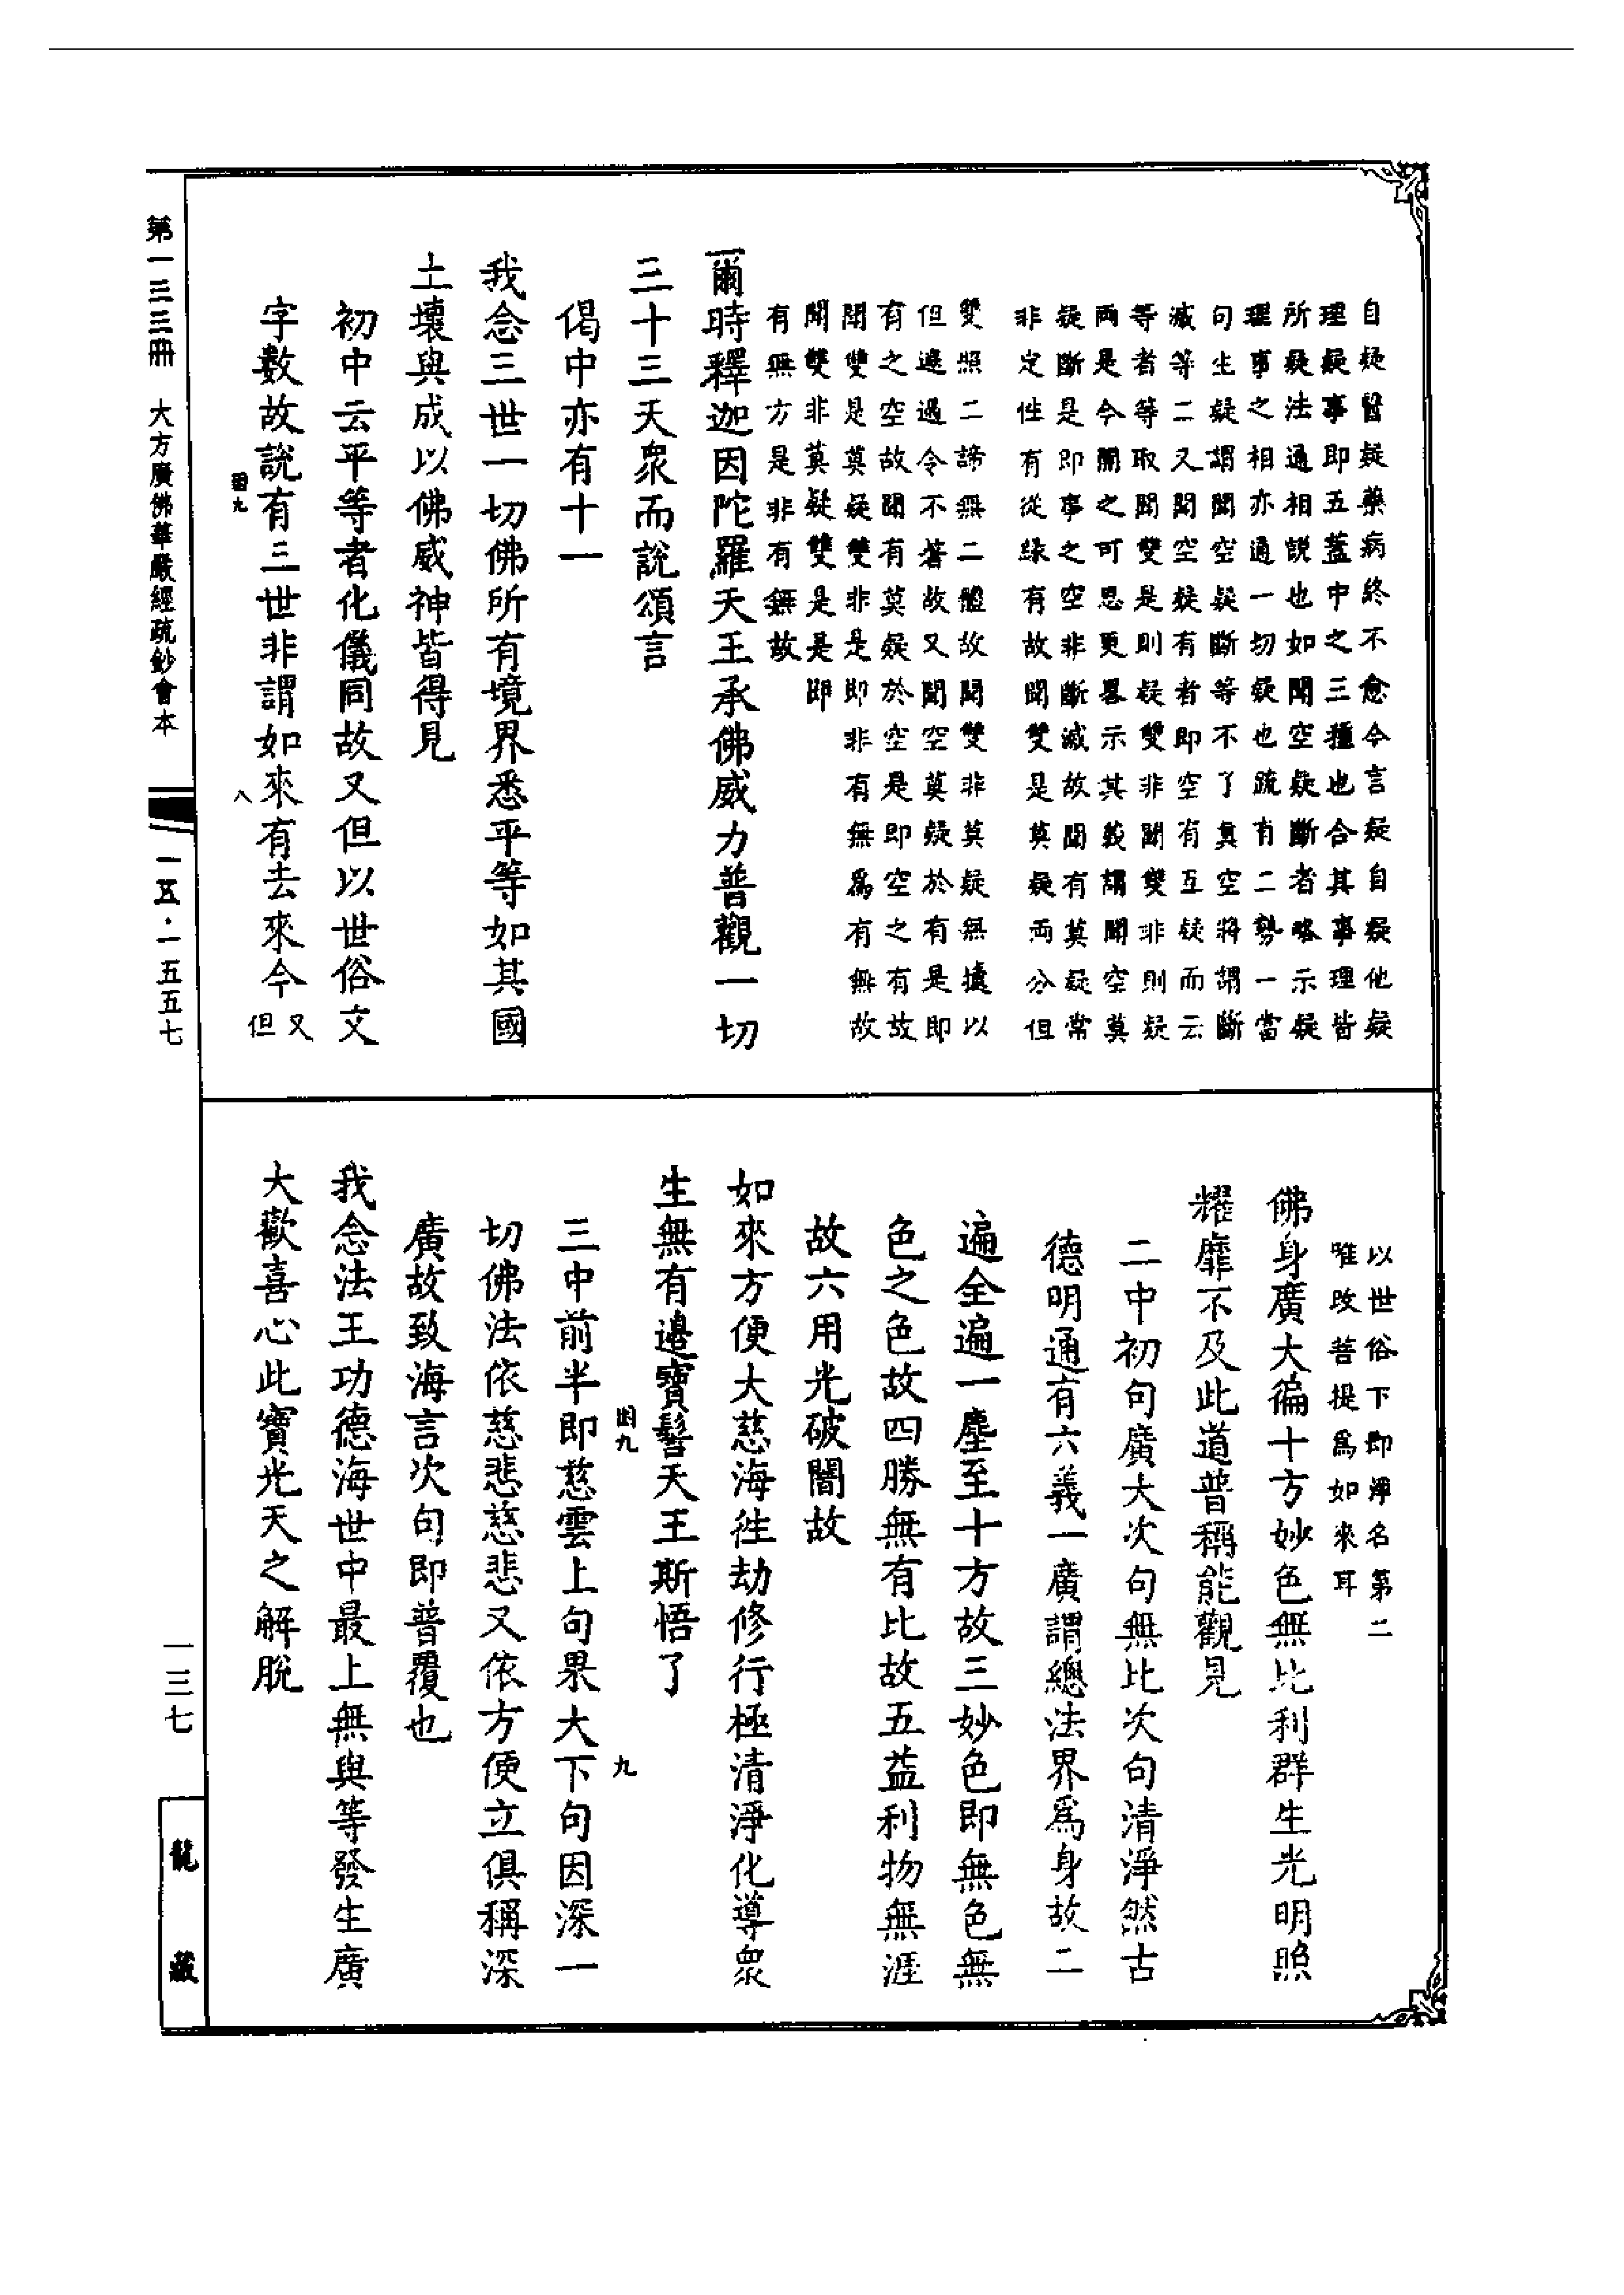 自疑醫疑藥病終不愈今言疑自疑他疑
理疑事即五蓋中之三種也合其事理皆
所疑法通相說也如聞空疑斷者略示疑
理事之相亦通一切疑也疏有二勢一當
句生疑謂聞空疑斷等不了真空將謂斷
滅等二又聞空疑有者即空有互疑而云
等者等取聞雙是則疑雙非聞雙非則疑
兩是今開之可思更畧示其義謂聞空莫
疑斷是即事之空非斷滅故聞有莫疑常
非定性有從緣有故聞雙是莫疑兩分但
雙照二諦無二體故聞雙非莫疑無據以
但遮過令不著故又聞空莫疑於有是即
有之空故聞有莫疑於空是即空之有故
聞雙是莫疑雙非是即非有無爲有無故
聞雙非莫疑雙是是即
有無方是非有無故
爾時釋迦因陀羅天王承佛威力普觀一切
三十三天衆而說頌言
偈中亦有十一
我念三世一切佛所有境界悉平等如其國
土壞與成以佛威神皆得見
初中云平等者化儀同故又但以世俗文
字數故說有三世非謂如來有去來今又但
以世俗下即淨名第二
唯改菩提爲如來耳
佛身廣大徧十方妙色無比利群生光明照
耀靡不及此道普稱能觀見
二中初句廣大次句無比次句清淨然古
德明通有六義一廣謂總法界爲身故二
遍全遍一塵至十方故三妙色即無色無
色之色故四勝無有比故五益利物無涯
故六用光破闇故
如來方便大慈海往劫修行極清淨化導衆
生無有邊寶髻天王斯悟了
三中前半即慈雲上句果大下句因深一
切佛法依慈悲慈悲又依方便立俱稱深
廣故致海言次句即普覆也
我念法王功德海世中最上無與等發生廣
大歡喜心此寶光天之解脫
第一三三冊 大方廣佛華嚴經疏鈔會本
一五·一五五七
一三七
龍藏
八
九